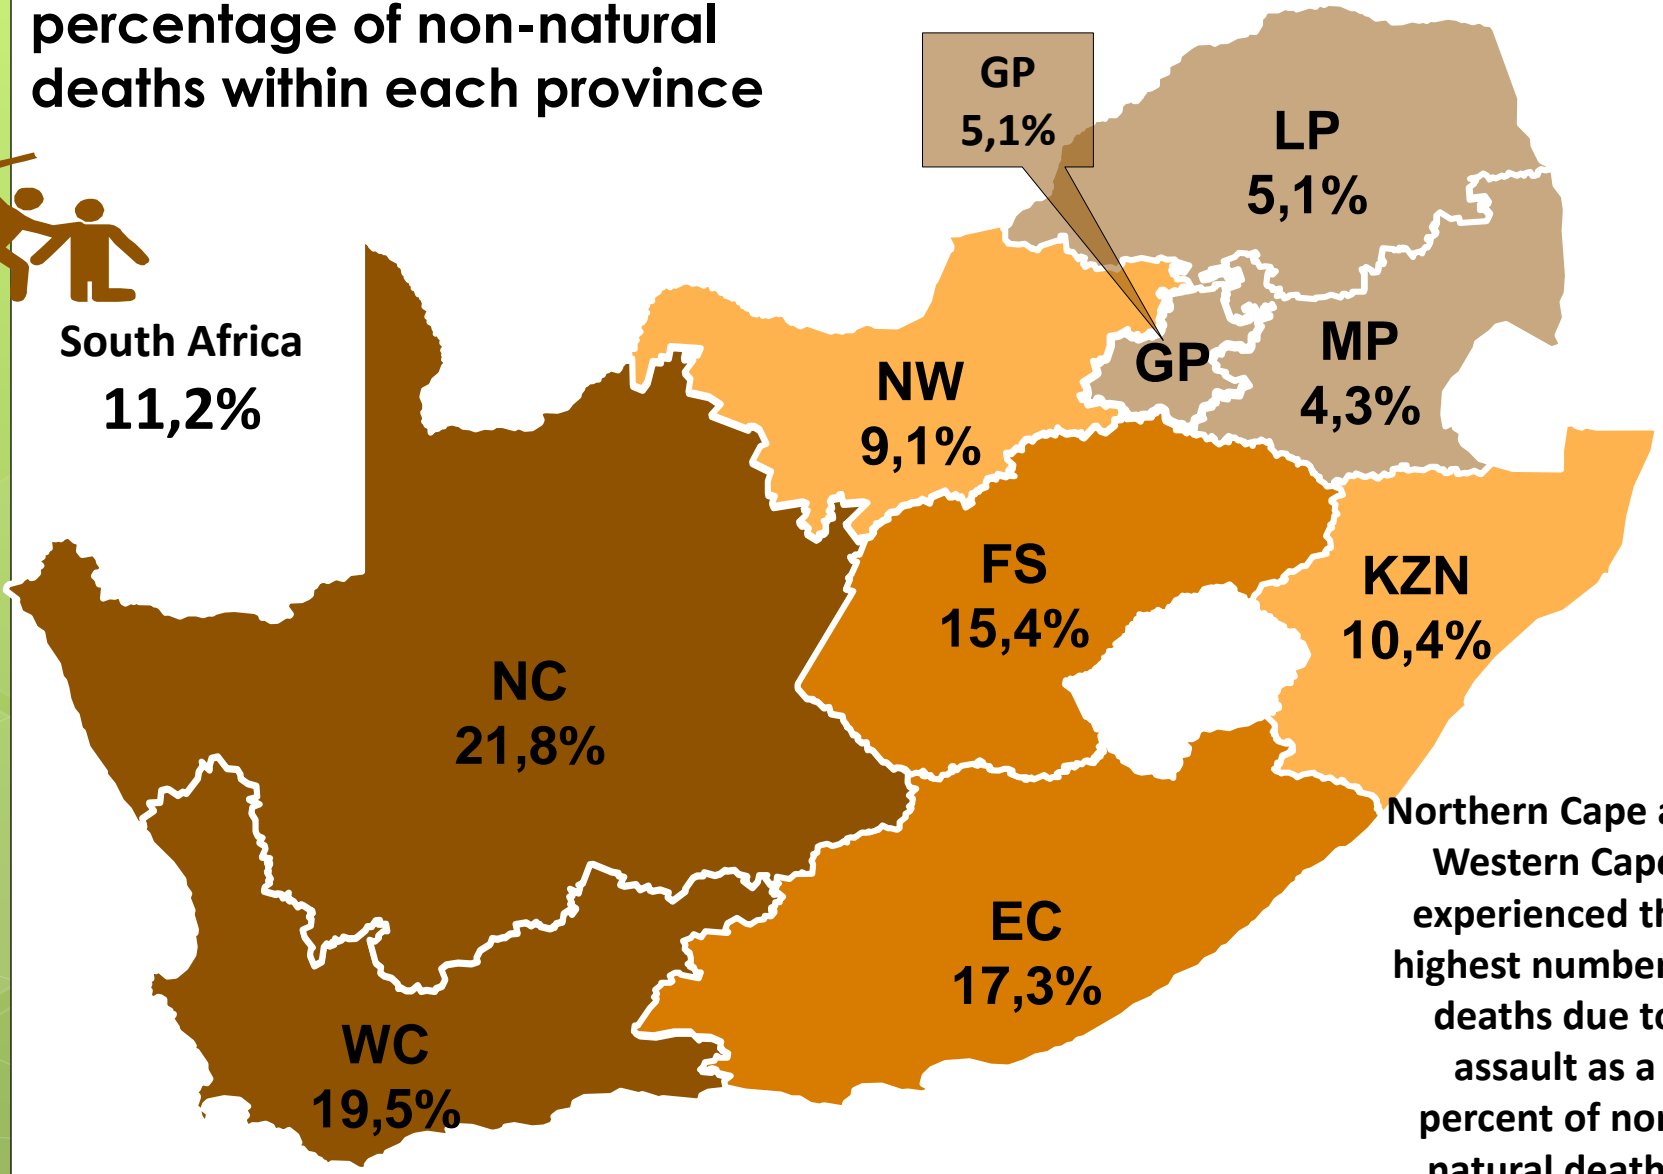 percentage of non-natural
deaths within each province
GP
5,1%
LP
5,1%
South Africa
11,2%
NW
9,1%
GP
MP
4,3%
FS
15,4%
KZN
10,4%
NC
21,8%
EC
17,3%
WC
19,5%
Northern Cape
Western Cape
experienced
highest number
deaths due
assault as a
percent of
natural